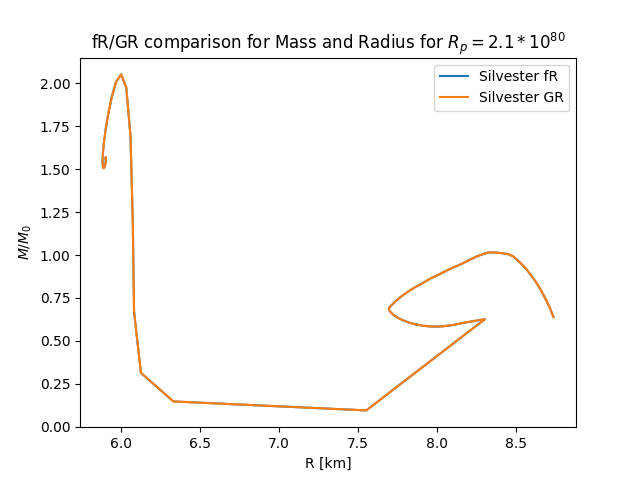 fR/GR comparison for Mass and Radius for $R_p = 2.1 * 10^{80}$
Silvester fR
Silvester GR
M/M₀
2.00
1.75
1.50
1.25
1.00
0.75
0.50
0.25
0.00
6.0 6.5 7.0 7.5 8.0 8.5
R [km]